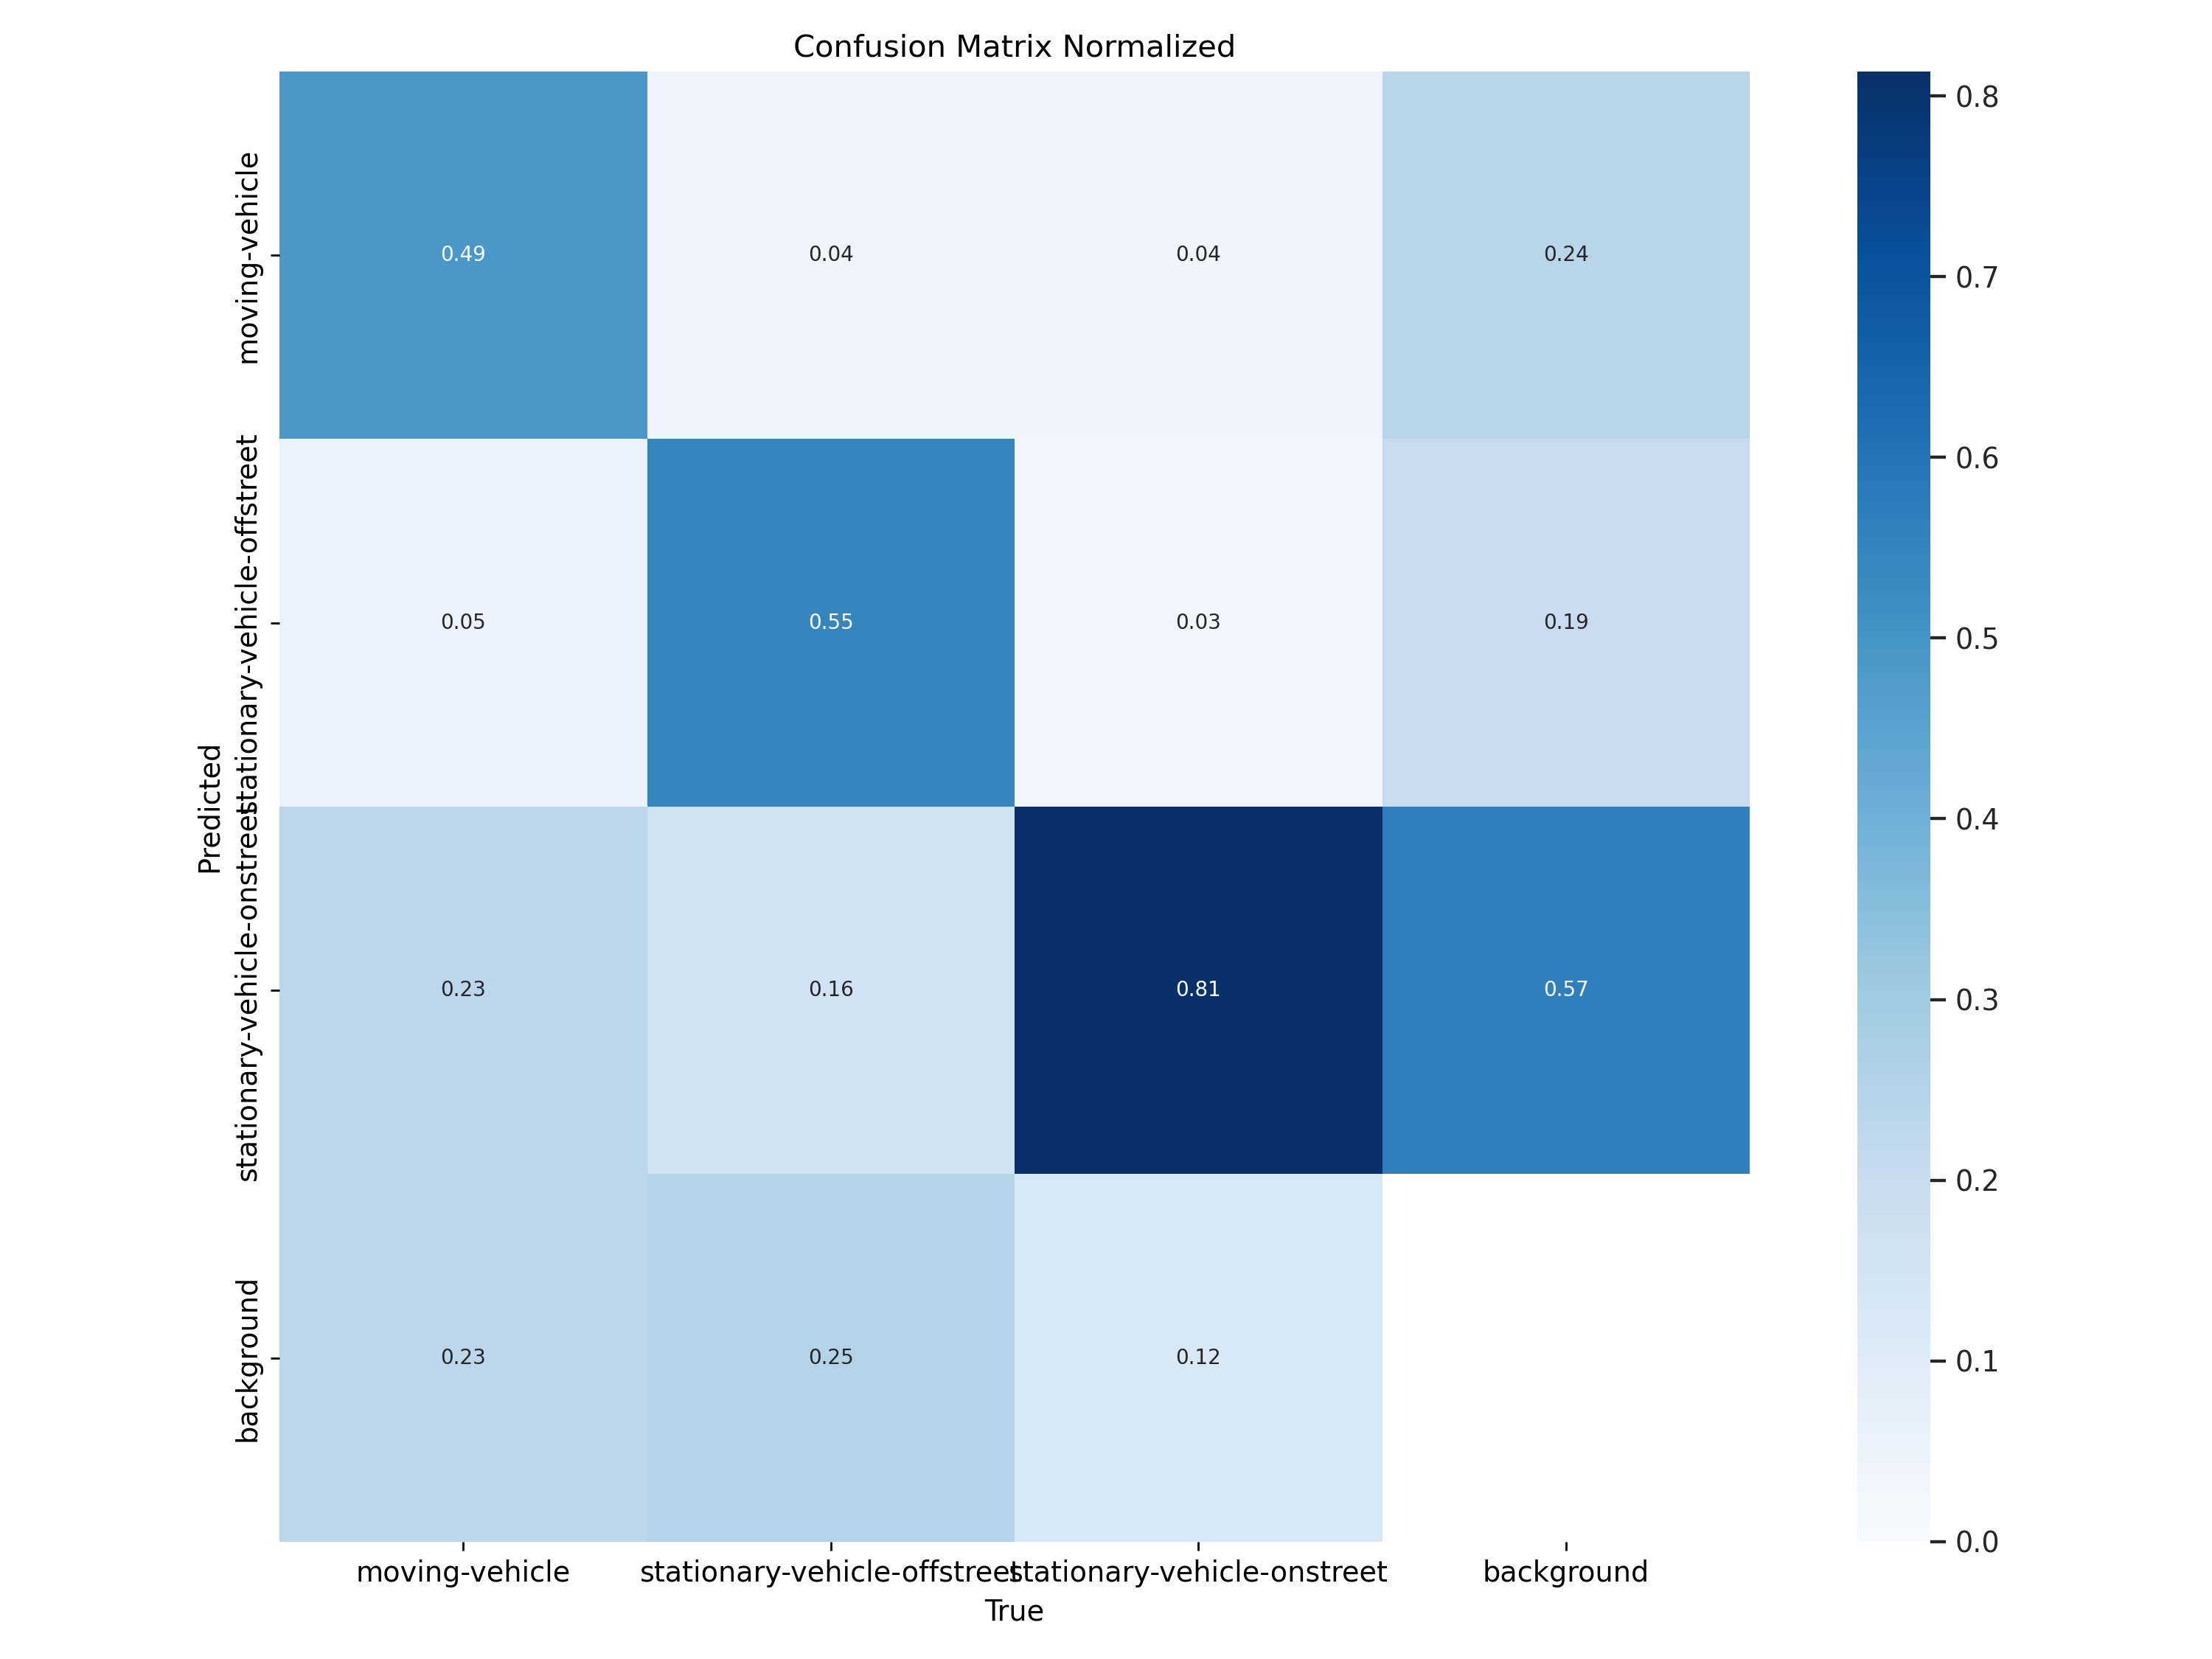 Confusion Matrix Normalized
Predicted
moving-vehicle
0.49
0.04
0.04
0.24
stationary-vehicle-offstreet
0.05
0.55
0.03
0.19
stationary-vehicle-onstreet
0.23
0.16
0.81
0.57
background
0.23
0.25
0.12
moving-vehicle
stationary-vehicle-offstreet
stationary-vehicle-onstreet
background
True
0.8
0.7
0.6
0.5
0.4
0.3
0.2
0.1
0.0